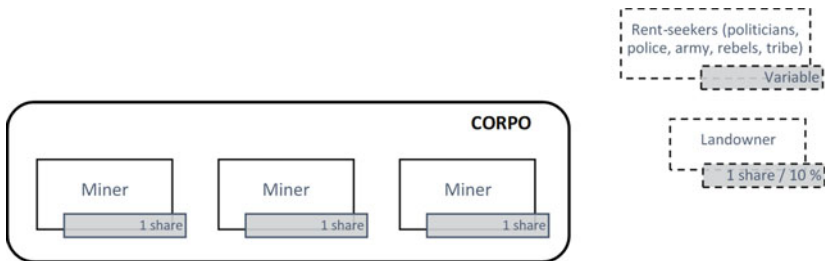 Rent-seekers (politicians,
police, army, rebels, tribe)
Variable
CORPO
Landowner
1 share / 10 %
Miner
1 share
Miner
1 share
Miner
1 share